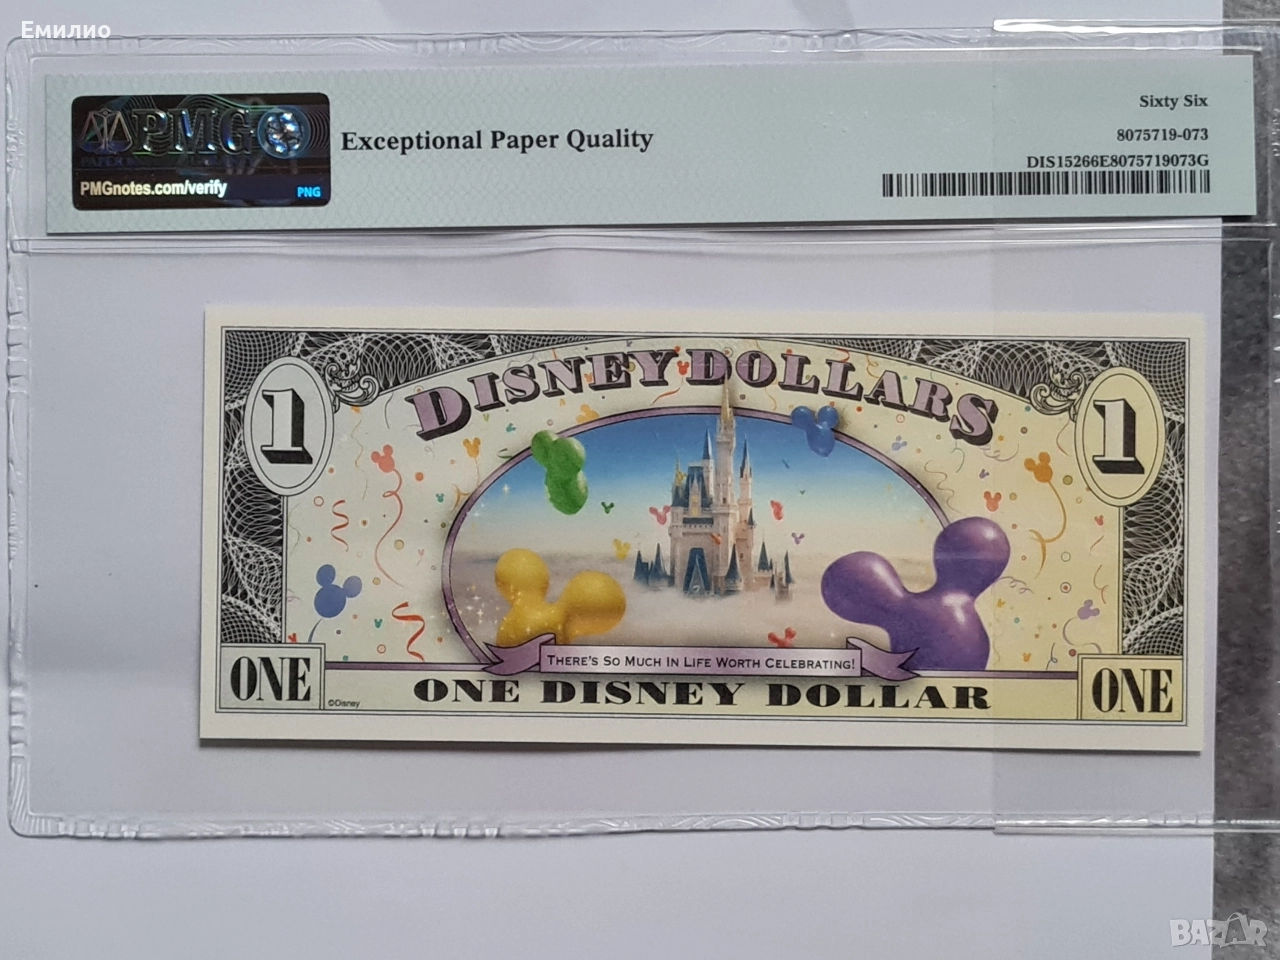 Емилио
PMG
PMGnotes.com/verify
PNG
Exceptional Paper Quality
Sixty Six
8075719-073
DIS15266E8075719073G
DISNEY DOLLARS
1
1
THERE'S SO MUCH IN LIFE WORTH CELEBRATING!
ONE
©Disney
ONE DISNEY DOLLAR
ONE
BAZAR